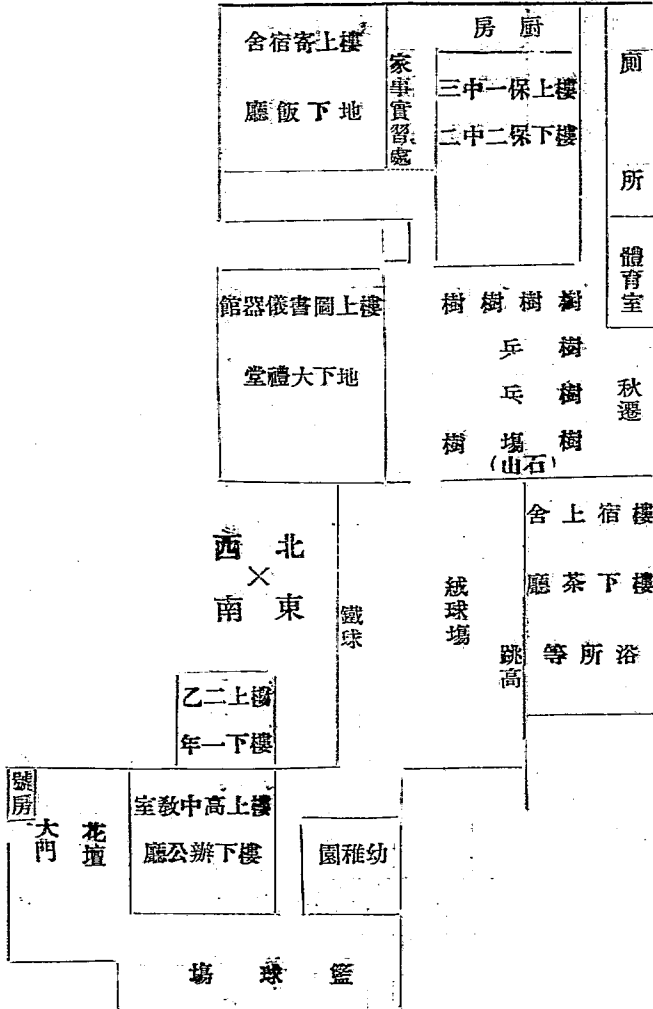 厨房
樓上寄宿舍
地下飯廳
家事實習處
樓上保一中三
樓下保二中二
廁所
體育室
樓上圖書儀器館
地下大禮堂
樹樹樹樹
樹
樹
樹
樹
乒乓塲
(石山)
秋遷
樓宿上舍
樓下茶廳
浴所等
北
西
東
南
鐵球
絨球塲
跳高
樓上二乙
樓下一年
號房
大門
花壇
樓上高中教室
樓下辦公廳
幼稚園
籃球塲